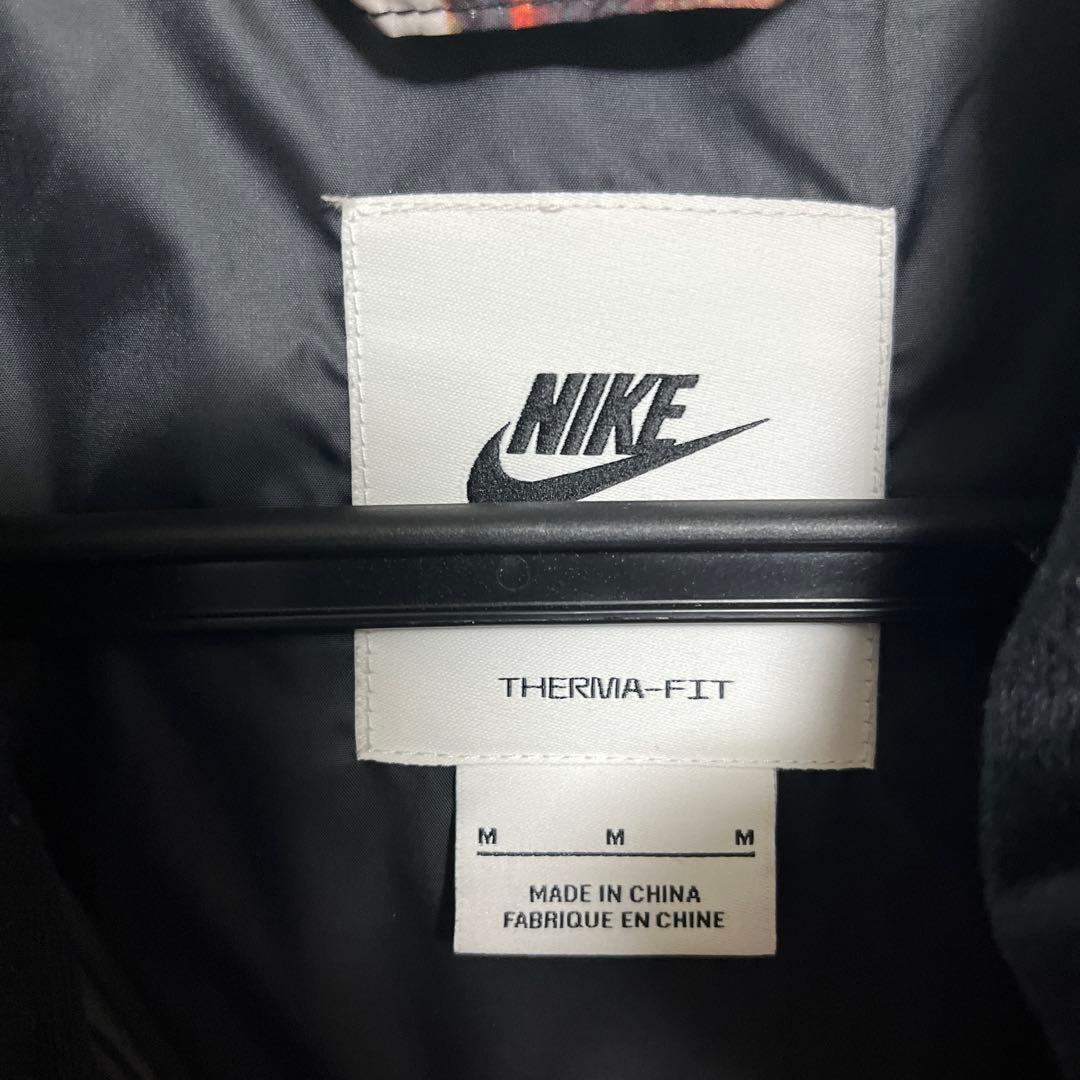 NIKE
THERMA-FIT
M M M
MADE IN CHINA
FABRIQUE EN CHINE